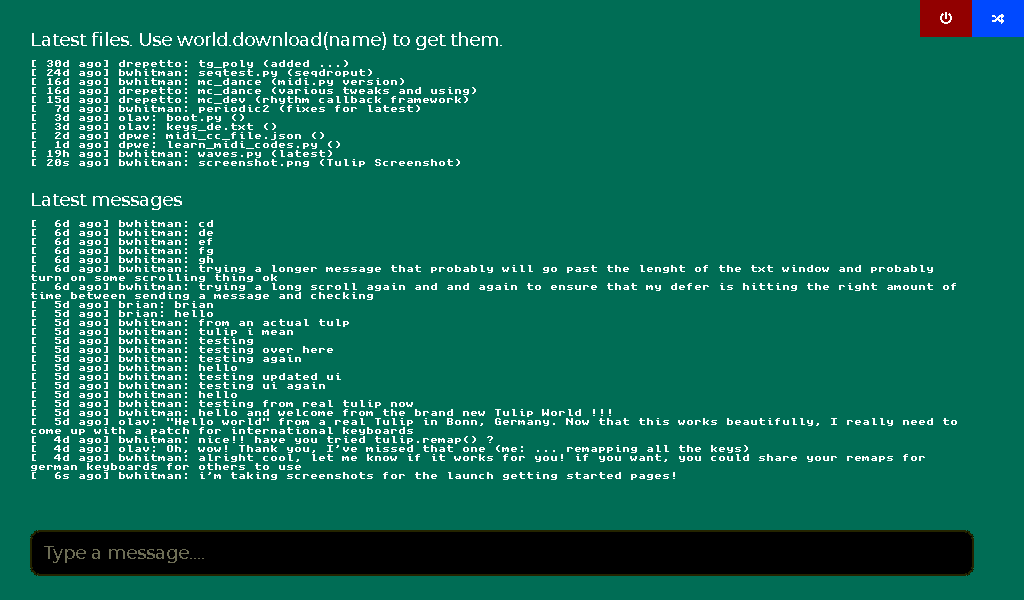 Latest files. Use world.download(name) to get them.
[ 30d ago] drepetto: tg_poly (added ...)
[ 24d ago] bwhitman: seqtest.py (seqdroput)
[ 16d ago] bwhitman: mc_dance (midi.py version)
[ 16d ago] drepetto: mc_dance (various tweaks and using)
[ 15d ago] drepetto: mc_dev (rhythm callback framework)
[  7d ago] bwhitman: periodic2 (fixes for latest)
[  3d ago] olav: boot.py ()
[  3d ago] olav: keys_de.txt ()
[  2d ago] dpwe: midi_cc_file.json ()
[  1d ago] dpwe: learn_midi_codes.py ()
[ 19h ago] bwhitman: waves.py (latest)
[ 20s ago] bwhitman: screenshot.png (Tulip Screenshot)
Latest messages
[  6d ago] bwhitman: cd
[  6d ago] bwhitman: de
[  6d ago] bwhitman: ef
[  6d ago] bwhitman: fg
[  6d ago] bwhitman: gh
[  6d ago] bwhitman: trying a longer message that probably will go past the lenght of the txt window and probably
turn on some scrolling thing ok
[  6d ago] bwhitman: trying a long scroll again and and again to ensure that my defer is hitting the right amount of
time between sending a message and checking
[  5d ago] brian: brian
[  5d ago] brian: hello
[  5d ago] bwhitman: from an actual tulp
[  5d ago] bwhitman: tulip i mean
[  5d ago] bwhitman: testing
[  5d ago] bwhitman: testing over here
[  5d ago] bwhitman: testing again
[  5d ago] bwhitman: hello
[  5d ago] bwhitman: testing updated ui
[  5d ago] bwhitman: testing ui again
[  5d ago] bwhitman: hello
[  5d ago] bwhitman: testing from real tulip now
[  5d ago] bwhitman: hello and welcome from the brand new Tulip World !!!
[  5d ago] olav: "Hello world" from a real Tulip in Bonn, Germany. Now that this works beautifully, I really need to
come up with a patch for international keyboards
[  4d ago] bwhitman: nice!! have you tried tulip.remap() ?
[  4d ago] olav: Oh, wow! Thank you, I've missed that one (me: ... remapping all the keys)
[  4d ago] bwhitman: alright cool, let me know if it works for you! if you want, you could share your remaps for
german keyboards for others to use
[  6s ago] bwhitman: i'm taking screenshots for the launch getting started pages!
Type a message....